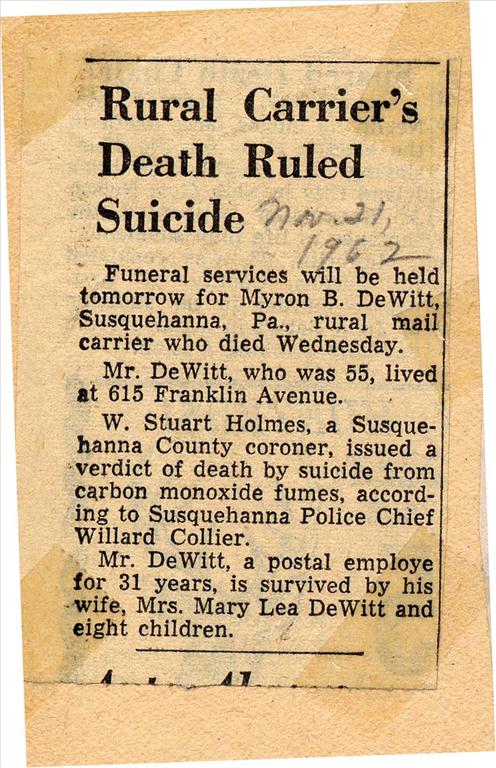 Rural Carrier's
Death Ruled
Suicide
Nov. 21,
1962
Funeral services will be held
tomorrow for Myron B. DeWitt,
Susquehanna, Pa., rural mail
carrier who died Wednesday.
Mr. DeWitt, who was 55, lived
at 615 Franklin Avenue.
W. Stuart Holmes, a Susque-
hanna County coroner, issued a
verdict of death by suicide from
carbon monoxide fumes, accord-
ing to Susquehanna Police Chief
Willard Collier.
Mr. DeWitt, a postal employe
for 31 years, is survived by his
wife, Mrs. Mary Lea DeWitt and
eight children.